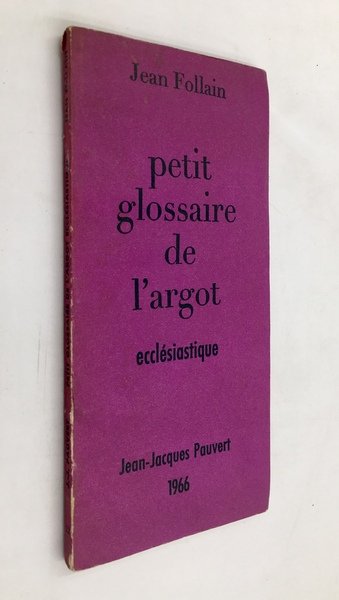 Jean Follain
petit
glossaire
de
l'argot
ecclésiastique
Jean-Jacques Pauvert
1966